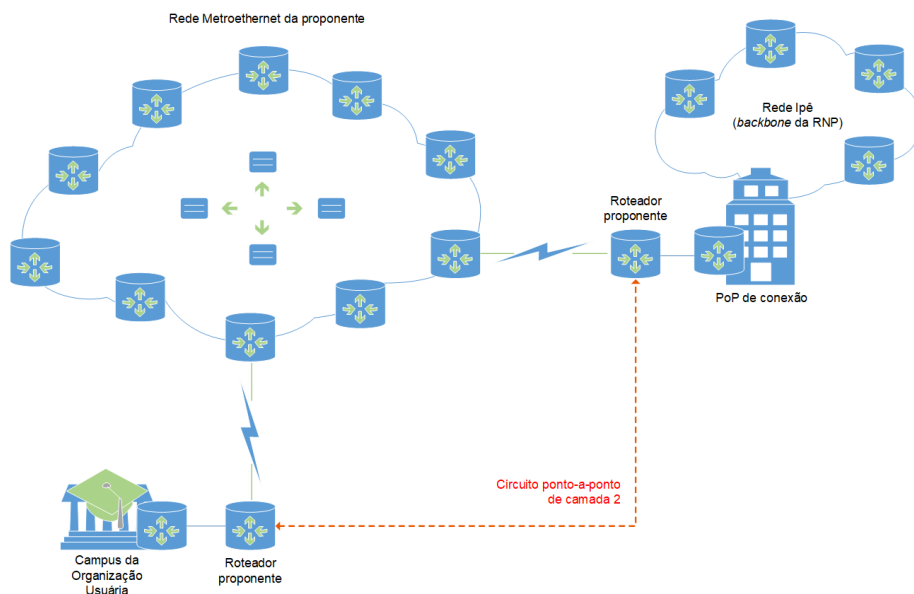 Rede Metroethernet da proponente
Rede Ipê
(backbone da RNP)
Roteador
proponente
PoP de conexão
Circuito ponto-a-ponto
de camada 2
Campus da
Organização
Usuária
Roteador
proponente